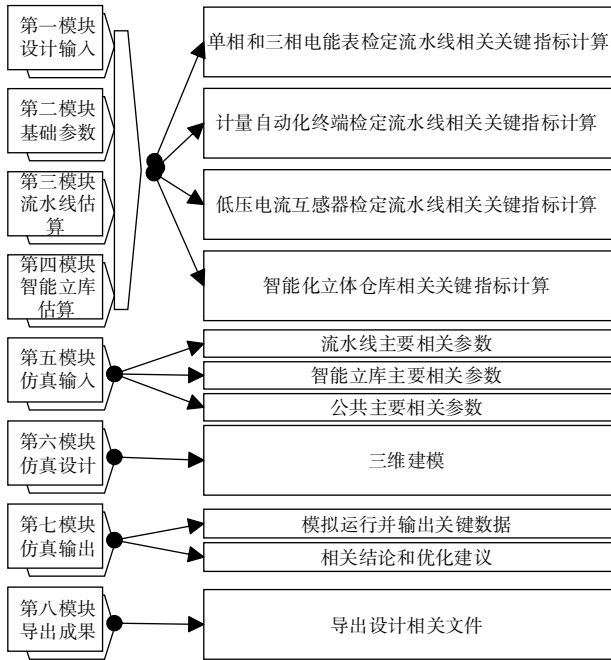 第一模块
设计输入
单相和三相电能表检定流水线相关关键指标计算
第二模块
基础参数
计量自动化终端检定流水线相关关键指标计算
第三模块
流水线估
算
低压电流互感器检定流水线相关关键指标计算
第四模块
智能立库
估算
智能化立体仓库相关关键指标计算
第五模块
仿真输入
流水线主要相关参数
智能立库主要相关参数
公共主要相关参数
第六模块
仿真设计
三维建模
第七模块
仿真输出
模拟运行并输出关键数据
相关结论和优化建议
第八模块
导出成果
导出设计相关文件